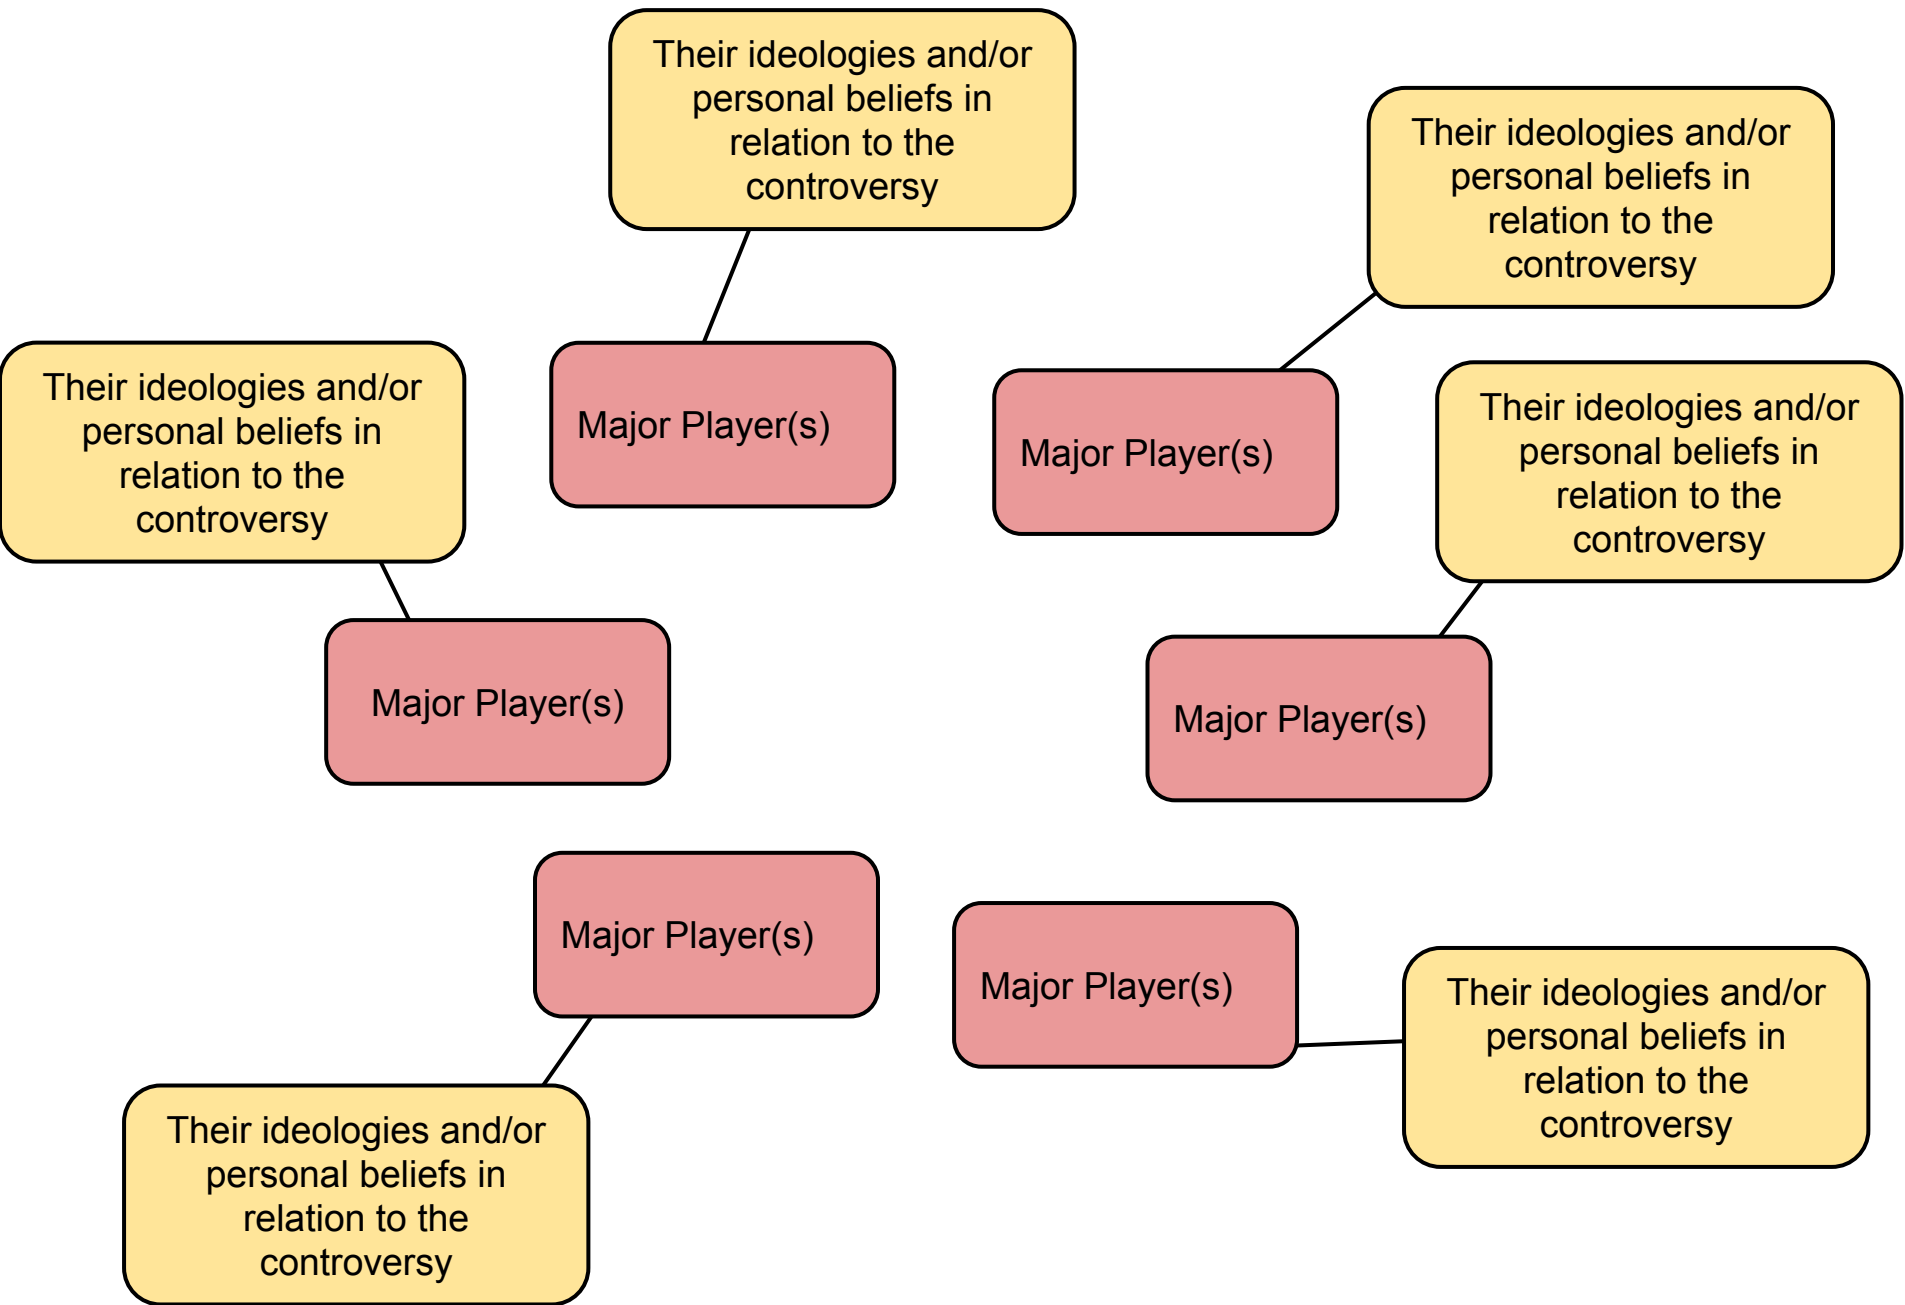 Their ideologies and/or
personal beliefs in
relation to the
controversy
Their ideologies and/or
personal beliefs in
relation to the
controversy
Their ideologies and/or
personal beliefs in
relation to the
controversy
Major Player(s)
Major Player(s)
Their ideologies and/or
personal beliefs in
relation to the
controversy
Major Player(s)
Major Player(s)
Major Player(s)
Major Player(s)
Their ideologies and/or
personal beliefs in
relation to the
controversy
Their ideologies and/or
personal beliefs in
relation to the
controversy